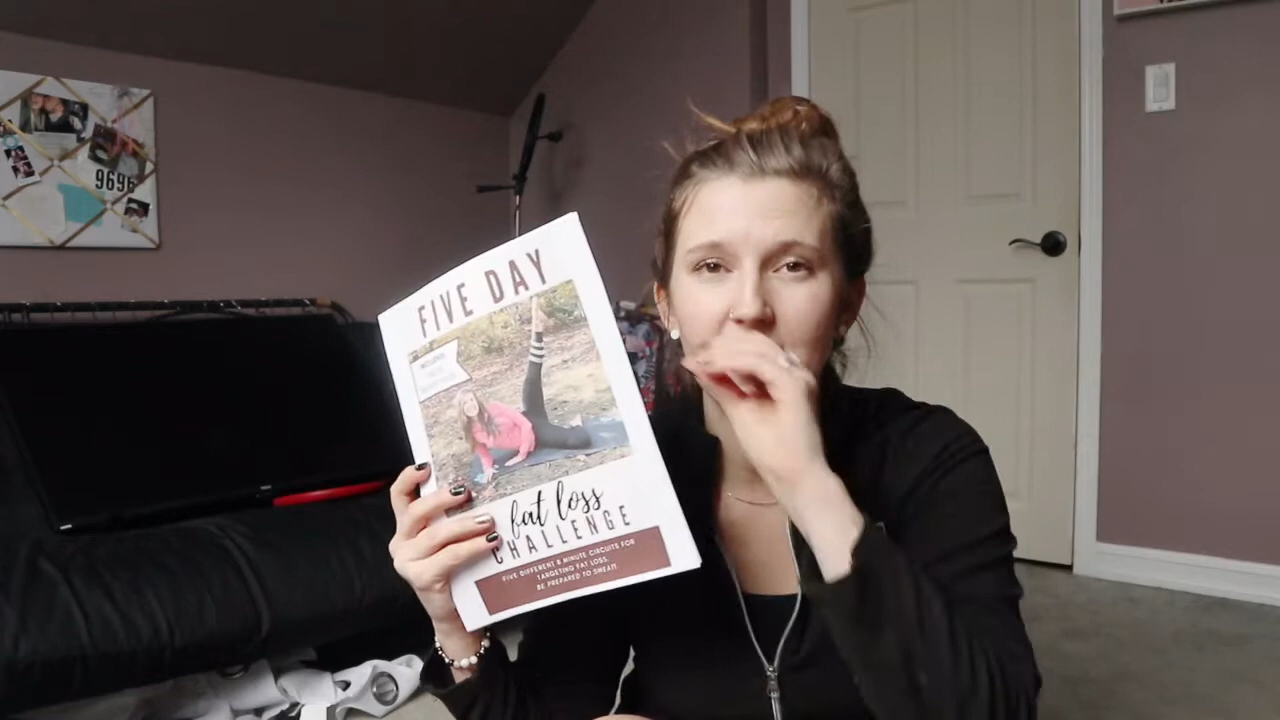 9696
FIVE DAY
fat loss
CHALLENGE
FIVE DIFFERENT 8 MINUTE CIRCUITS FOR
TARGETING FAT LOSS.
BE PREPARED TO SWEAT!